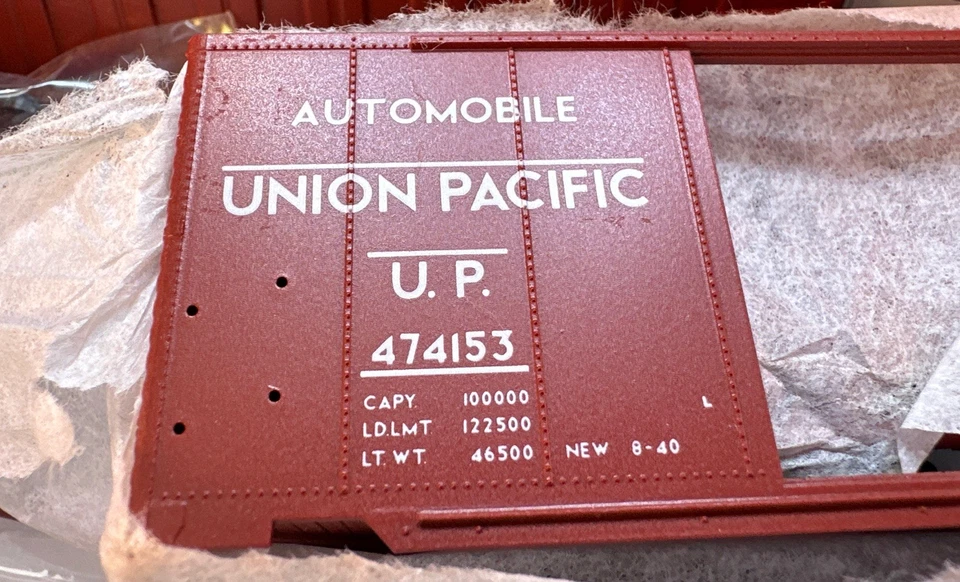 AUTOMOBILE
UNION PACIFIC
U. P.
474153
CAPY. 100000
LD.LMT 122500
LT. WT. 46500 NEW 8-40
L